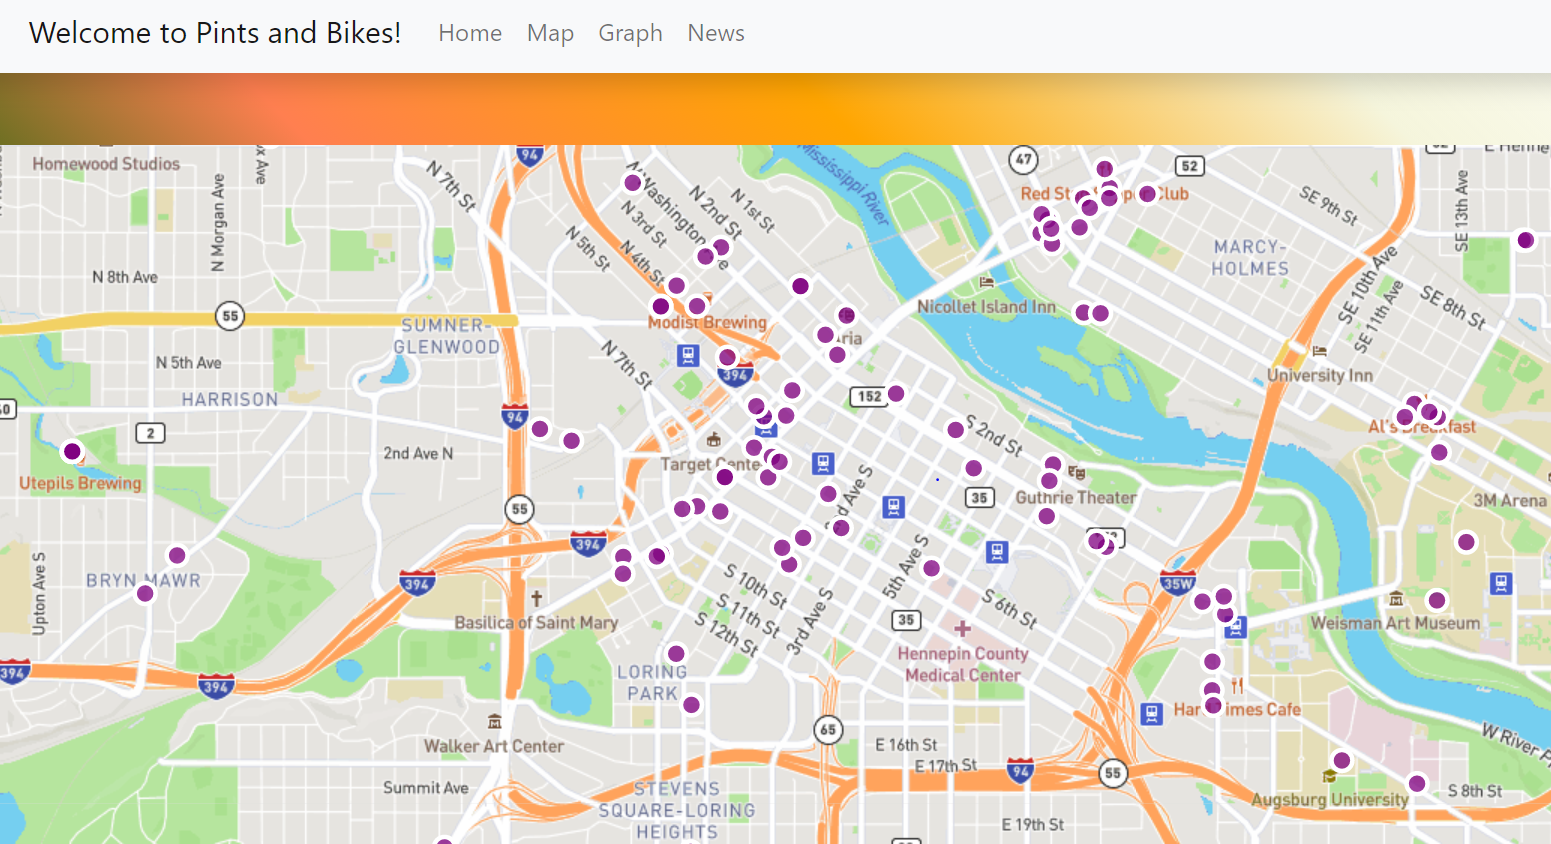 Welcome to Pints and Bikes! Home Map Graph News
94
47
52
Homewood Studios
N 7th St
Mississippi River
N Morgan Ave
N 2nd St
N 1st St
Red St
Club
SE 9th St
SE 13th Ave
N 3rd St
N 5th St
N 4th St
MARCY-
HOLMES
N 8th Ave
SE 10th Ave
SE 11th Ave
SE 8th St
Nicollet Island Inn
55
SUMNER-
GLENWOOD
Modist Brewing
N 5th Ave
N 7th St
394
University Inn
HARRISON
152
94
2
S 2nd St
Al's Breakfast
2nd Ave N
Target Cente
Utepils Brewing
35
Guthrie Theater
3M Arena
55
394
5th Ave S
Upton Ave S
BRYN MAWR
394
S 10th St
S 11th St
S 12th St
3rd Ave S
S 6th St
35W
35
Basilica of Saint Mary
Weisman Art Museum
Hennepin County
Medical Center
394
394
LORING
PARK
Har
imes Cafe
65
Walker Art Center
E 16th St
E 17th St
94
55
W River P
Summit Ave
STEVENS
SQUARE-LORING
HEIGHTS
Augsburg University
S 8th St
E 19th St